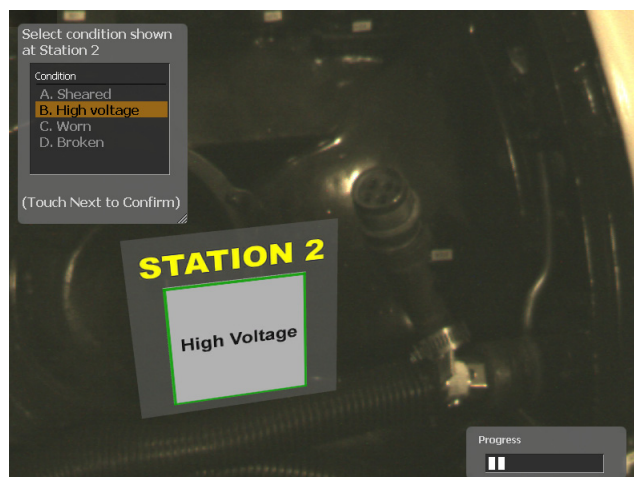 Select condition shown
at Station 2
Condition
A. Sheared
B. High voltage
C. Worn
D. Broken
(Touch Next to Confirm)
STATION 2
High Voltage
Progress